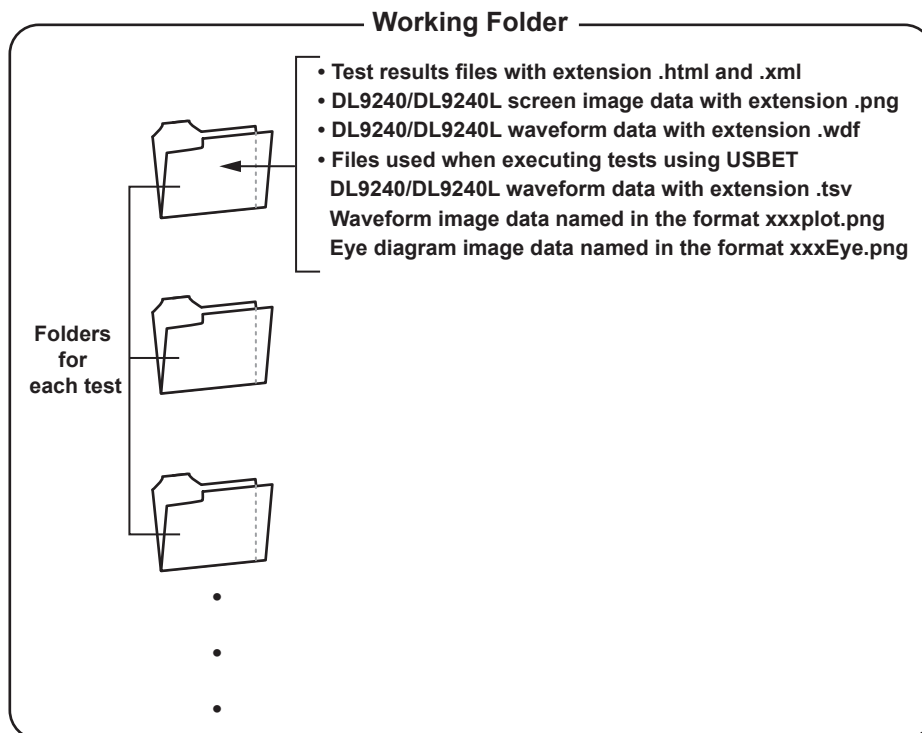 Working Folder
• Test results files with extension .html and .xml
• DL9240/DL9240L screen image data with extension .png
• DL9240/DL9240L waveform data with extension .wdf
• Files used when executing tests using USBET
DL9240/DL9240L waveform data with extension .tsv
Waveform image data named in the format xxxplot.png
Eye diagram image data named in the format xxxEye.png
Folders
for
each test